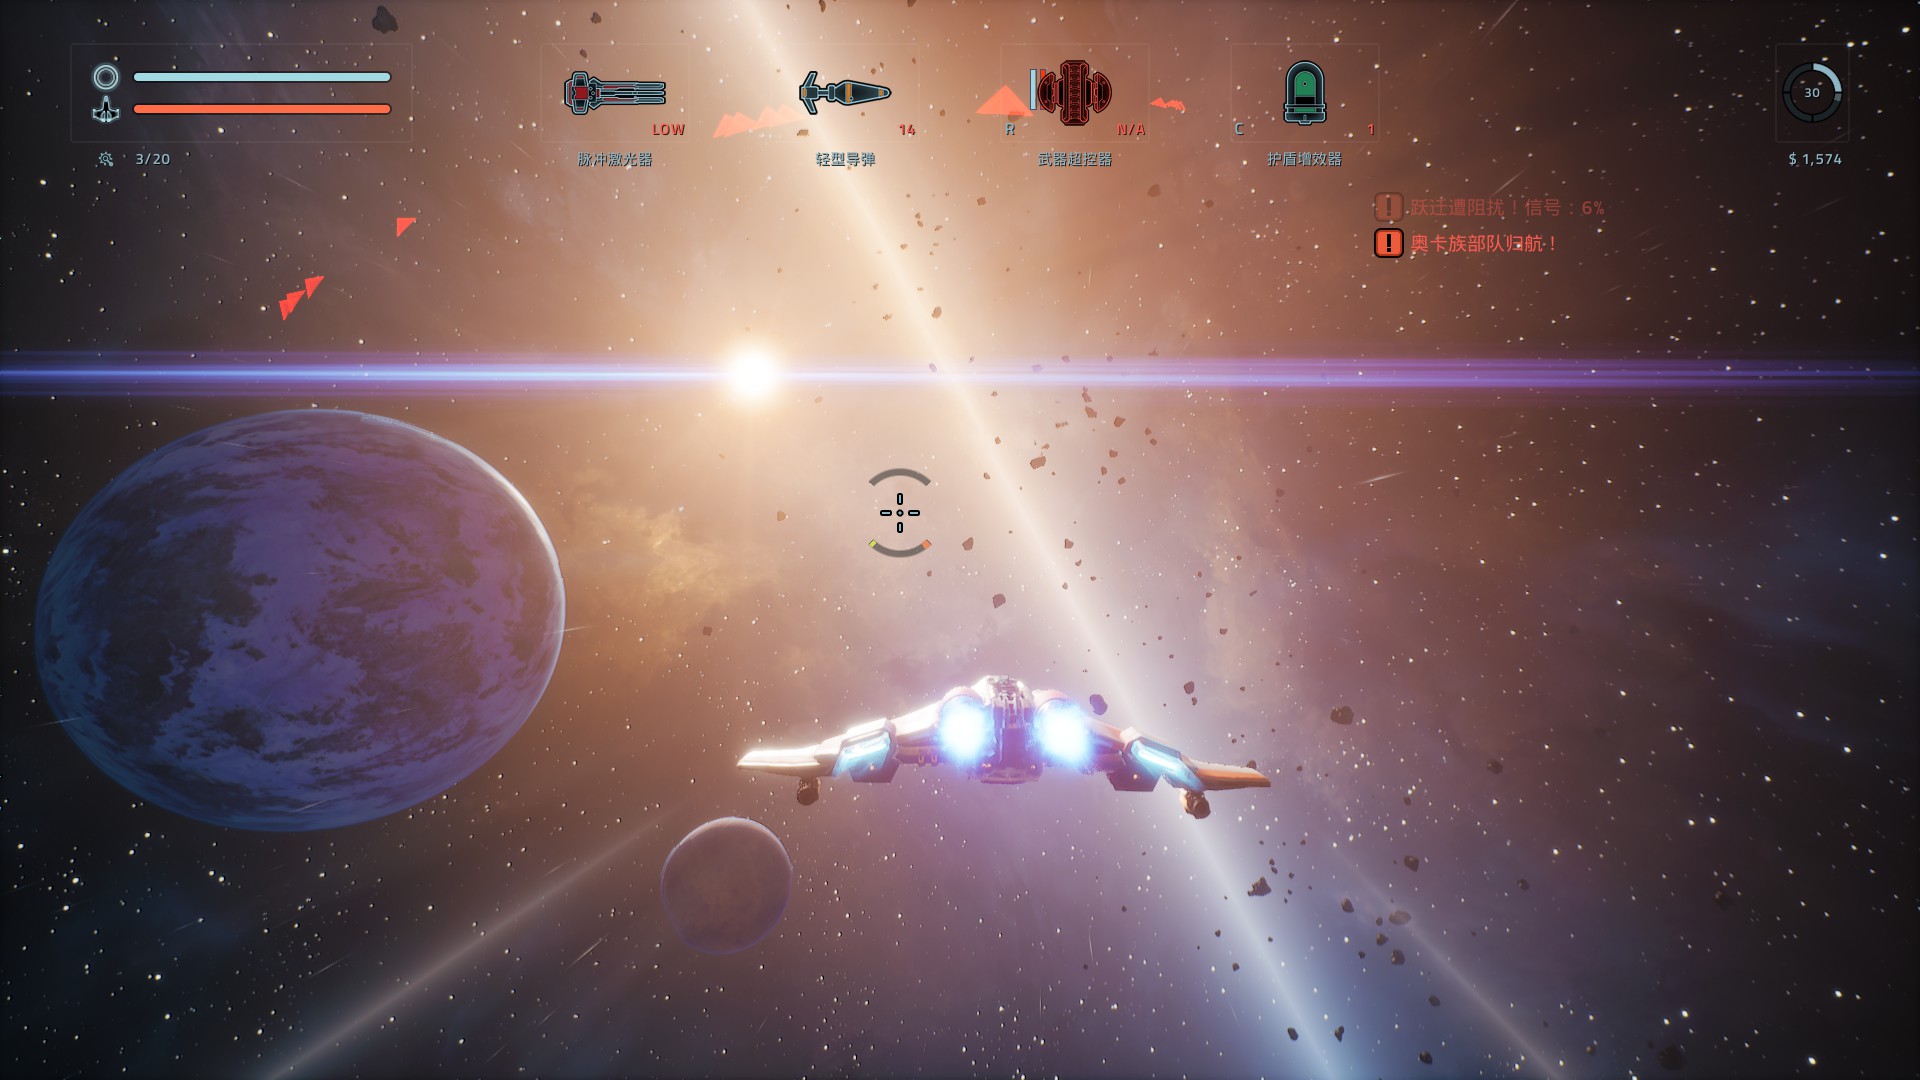 LOW
14
R
N/A
C
1
30
3/20
脉冲激光器
轻型导弹
武器超控器
护盾增效器
$ 1,574
跃迁遭阻扰！信号：6%
奥卡族部队归航！